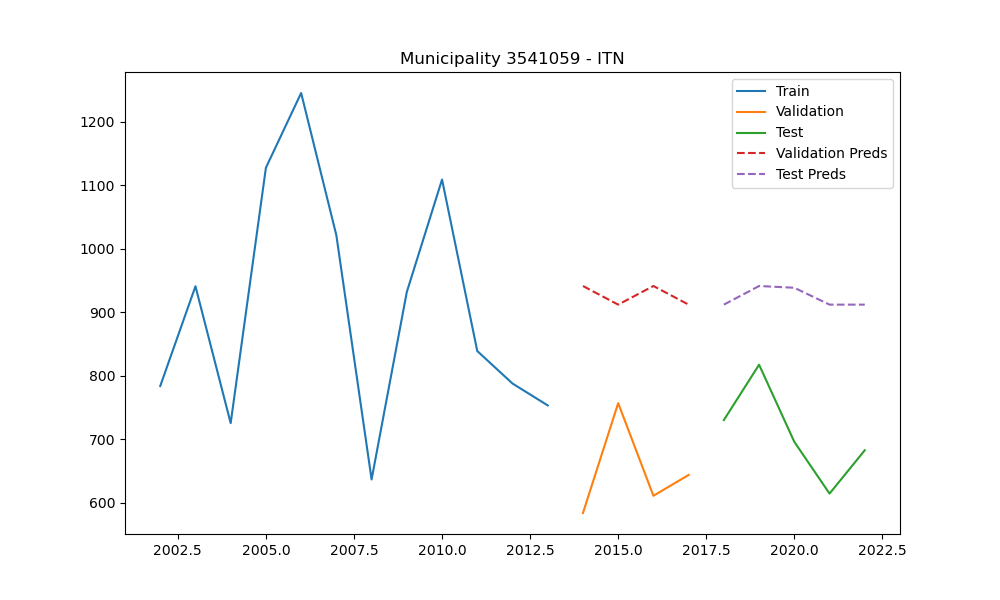 Municipality 3541059 - ITN
Train
Validation
Test
Validation Preds
Test Preds
1200
1100
1000
900
800
700
600
2002.5 2005.0 2007.5 2010.0 2012.5 2015.0 2017.5 2020.0 2022.5